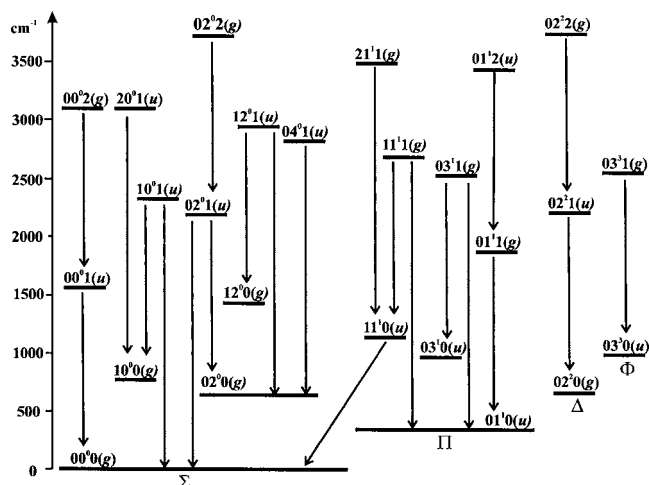 cm⁻¹
02⁰2(g)
02²2(g)
3500
21¹1(g)
01¹2(u)
00⁰2(g)
20⁰1(u)
3000
12⁰1(u)
04⁰1(u)
11¹1(g)
03¹1(g)
03³1(g)
2500
10⁰1(u)
02⁰1(u)
02²1(u)
2000
01¹1(g)
00⁰1(u)
1500
12⁰0(g)
11¹0(u)
1000
03¹0(u)
03³0(u)
10⁰0(g)
02⁰0(g)
02²0(g)
Φ
Δ
500
01¹0(u)
Π
00⁰0(g)
0
Σ